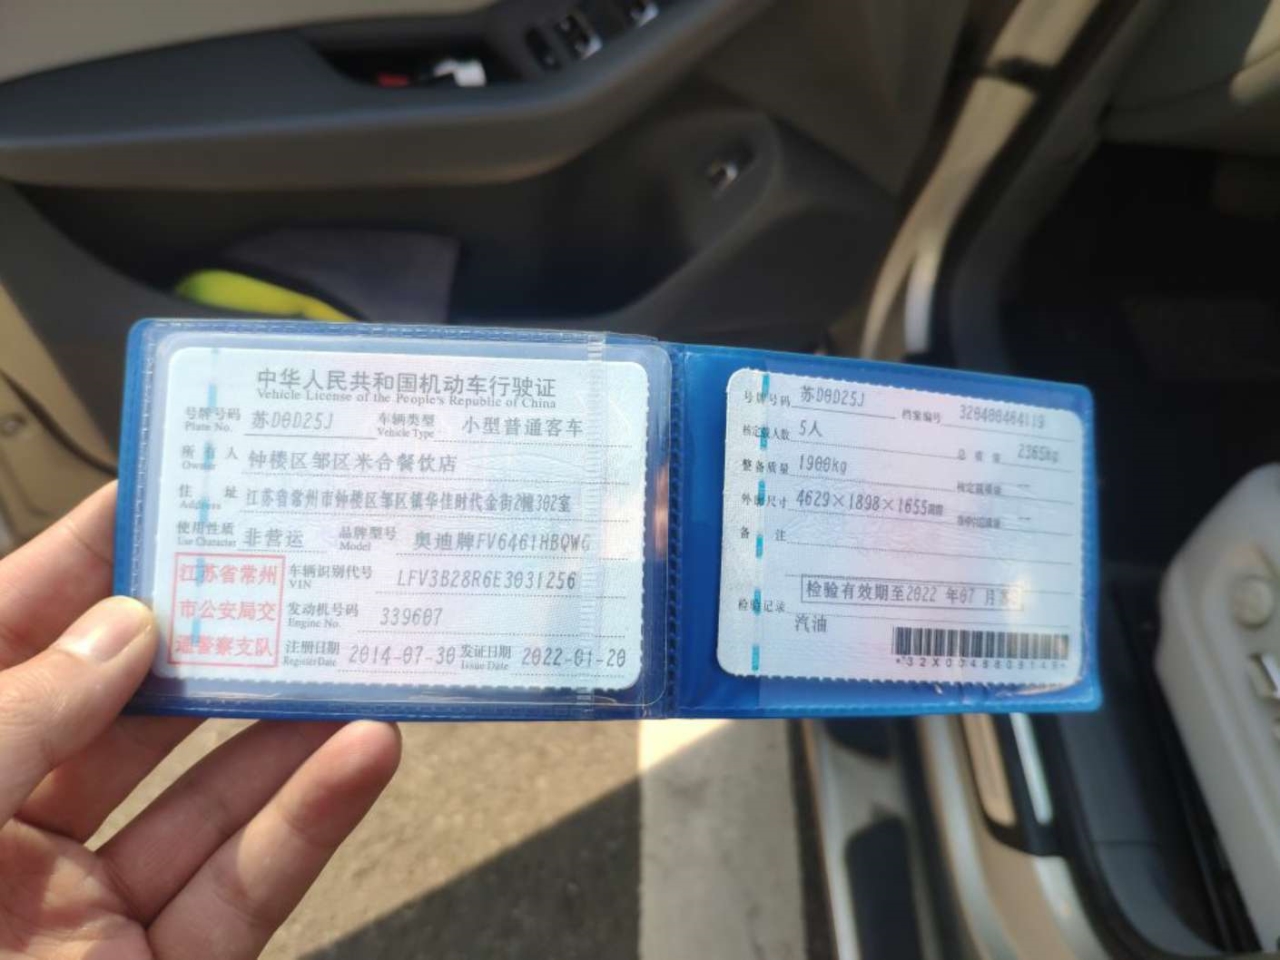 中华人民共和国机动车行驶证
Vehicle License of the People's Republic of China
号牌号码 Plate No. 苏D0D25J 车辆类型 Vehicle Type 小型普通客车
所有人 Owner 钟楼区邹区米合餐饮店
住址 Address 江苏省常州市钟楼区邹区镇华佳时代金街2幢302室
使用性质 Use Character 非营运 品牌型号 Model 奥迪牌FV6461HBQWG
江苏省常州市公安局交通警察支队
车辆识别代号 VIN LFV3B28R6E3031256
发动机号码 Engine No. 339607
注册日期 Register Date 2014-07-30 发证日期 Issue Date 2022-01-20
号牌号码 苏D0D25J 档案编号 320400464119
核定载人数 5人 总质量 2365kg
整备质量 1900kg 核定载质量 --
外廓尺寸 4629×1898×1655mm --
备注
检验记录 检验有效期至2022年07月
汽油